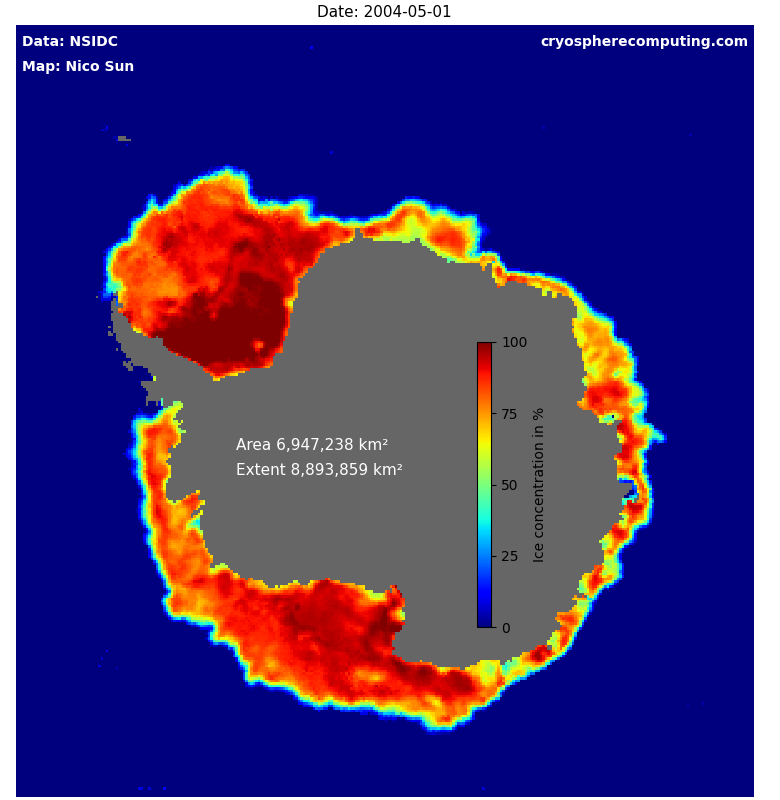 Date: 2004-05-01
Data: NSIDC
cryospherecomputing.com
Map: Nico Sun
100
75
50
25
0
Ice concentration in %
Area 6,947,238 km²
Extent 8,893,859 km²